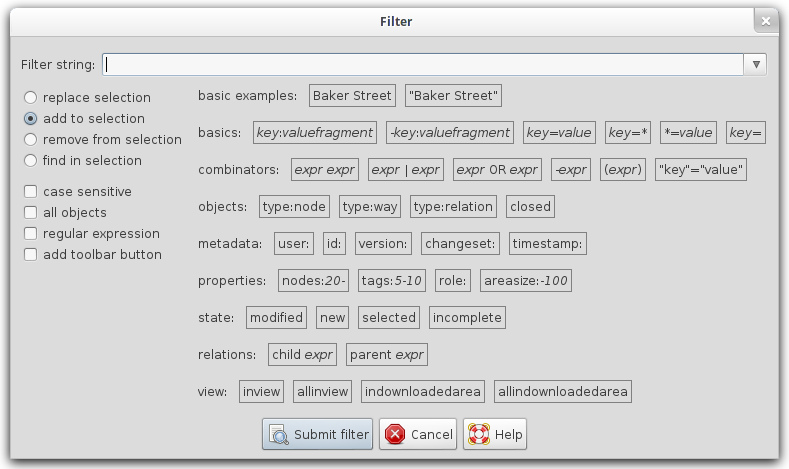 Filter
Filter string:
replace selection
add to selection
remove from selection
find in selection
case sensitive
all objects
regular expression
add toolbar button
basic examples: Baker Street "Baker Street"
basics: key:valuefragment -key:valuefragment key=value key=* *=value key=
combinators: expr expr expr | expr expr OR expr -expr (expr) "key"="value"
objects: type:node type:way type:relation closed
metadata: user: id: version: changeset: timestamp:
properties: nodes:20- tags:5-10 role: areasize:-100
state: modified new selected incomplete
relations: child expr parent expr
view: inview allinview indownloadedarea allindownloadedarea
Submit filter Cancel Help